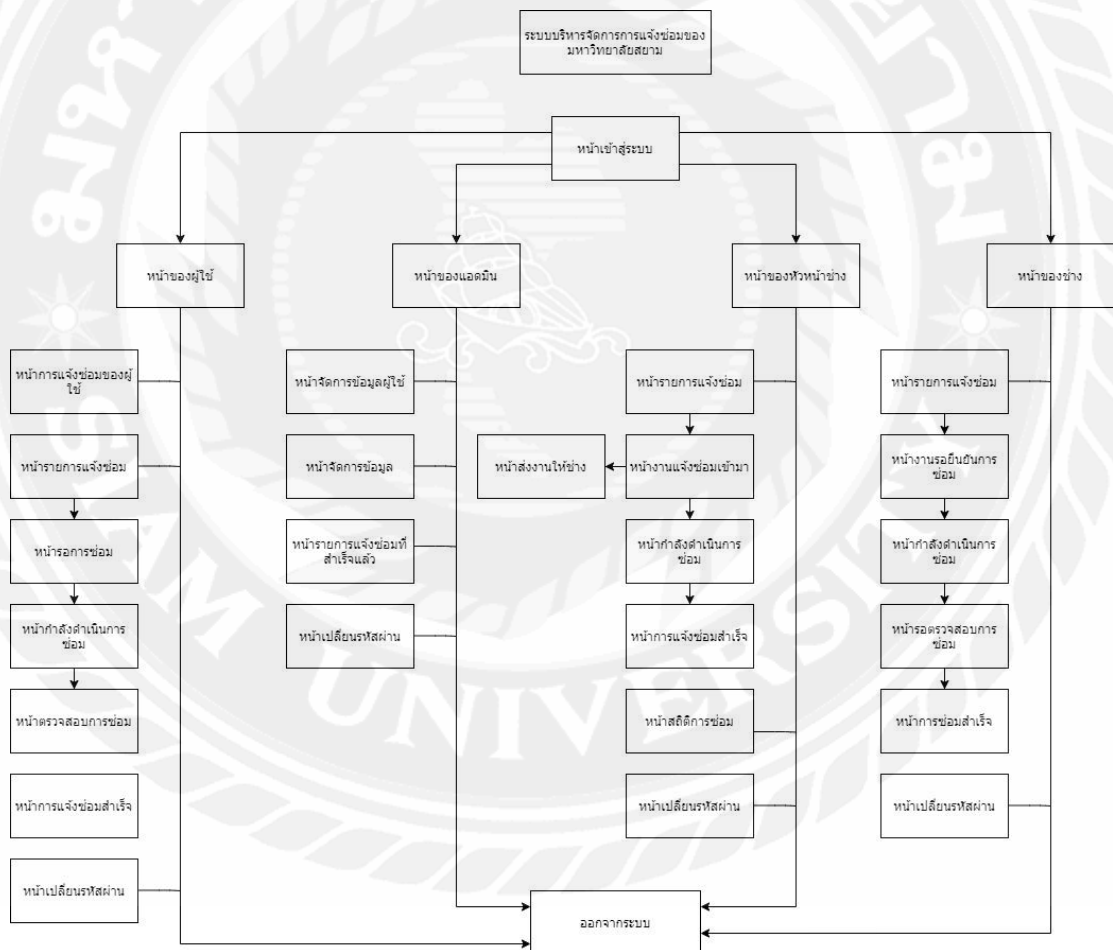 ระบบบริหารจัดการการแจ้งซ่อมของ
มหาวิทยาลัยสยาม
หน้าเข้าสู่ระบบ
หน้าของผู้ใช้
หน้าของแอดมิน
หน้าของหัวหน้าช่าง
หน้าของช่าง
หน้าการแจ้งซ่อมของผู้
ใช้
หน้าจัดการข้อมูลผู้ใช้
หน้ารายการแจ้งซ่อม
หน้ารายการแจ้งซ่อม
หน้ารายการแจ้งซ่อม
หน้าจัดการข้อมูล
หน้าส่งงานให้ช่าง
หน้างานแจ้งซ่อมเข้ามา
หน้างานรอยืนยันการ
ซ่อม
หน้ารอการซ่อม
หน้ารายการแจ้งซ่อมที่
สำเร็จแล้ว
หน้ากำลังดำเนินการ
ซ่อม
หน้ากำลังดำเนินการ
ซ่อม
หน้ากำลังดำเนินการ
ซ่อม
หน้าเปลี่ยนรหัสผ่าน
หน้าการแจ้งซ่อมสำเร็จ
หน้ารอตรวจสอบการ
ซ่อม
หน้าตรวจสอบการซ่อม
หน้าสถิติการซ่อม
หน้าการซ่อมสำเร็จ
หน้าการแจ้งซ่อมสำเร็จ
หน้าเปลี่ยนรหัสผ่าน
หน้าเปลี่ยนรหัสผ่าน
หน้าเปลี่ยนรหัสผ่าน
ออกจากระบบ
SIAM UNIVERSITY